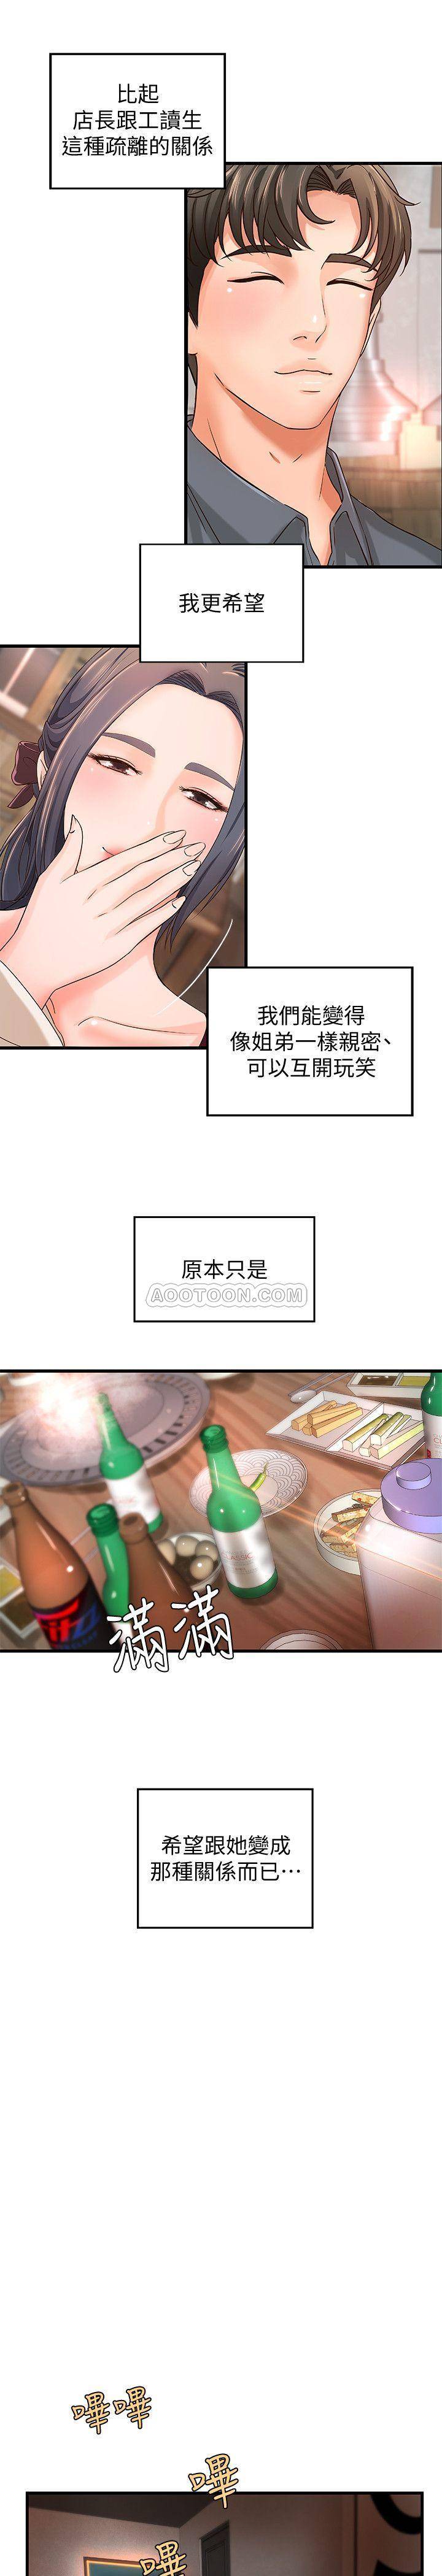 比起
店長跟工讀生
這種疏離的關係
我更希望
我們能變得
像姐弟一樣親密、
可以互開玩笑
原本只是
AOOTOON.COM
CLASSIC
滿滿
希望跟她變成
那種關係而已…
嗶嗶
嗶
嗶